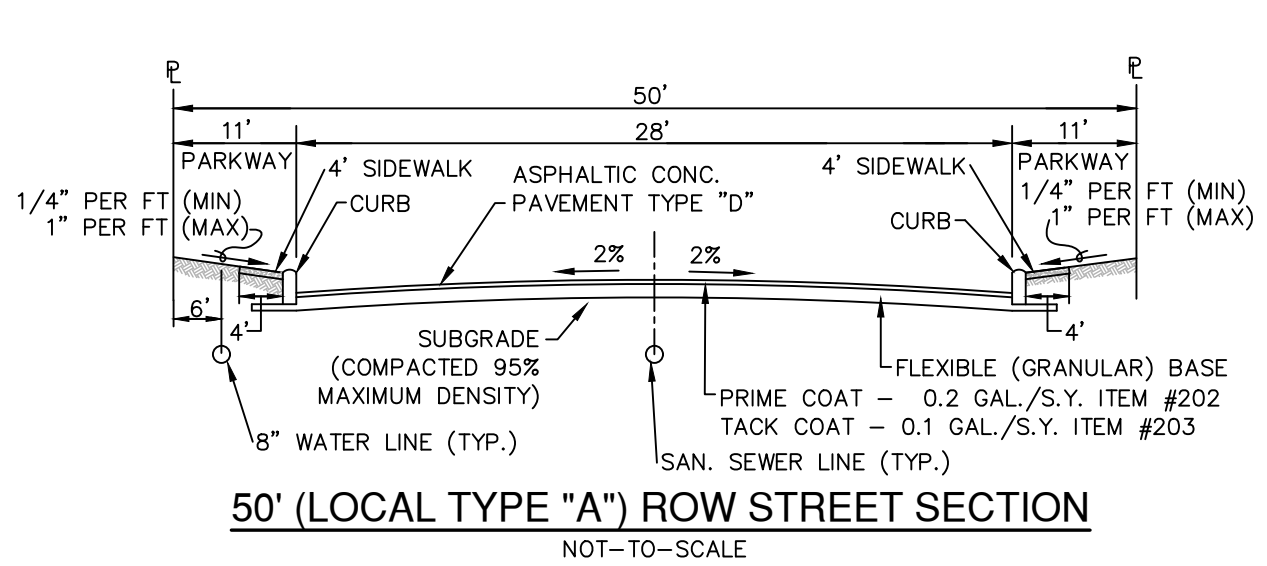 ℄ ℄
50'
11' 28' 11'
PARKWAY PARKWAY
4' SIDEWALK 4' SIDEWALK
ASPHALTIC CONC.
PAVEMENT TYPE "D"
1/4" PER FT (MIN)
1" PER FT (MAX)
1/4" PER FT (MIN)
1" PER FT (MAX)
CURB CURB
2% 2%
6'
4' 4'
SUBGRADE
(COMPACTED 95%
MAXIMUM DENSITY)
FLEXIBLE (GRANULAR) BASE
PRIME COAT – 0.2 GAL./S.Y. ITEM #202
TACK COAT – 0.1 GAL./S.Y. ITEM #203
8" WATER LINE (TYP.)
SAN. SEWER LINE (TYP.)
50' (LOCAL TYPE "A") ROW STREET SECTION
NOT–TO–SCALE